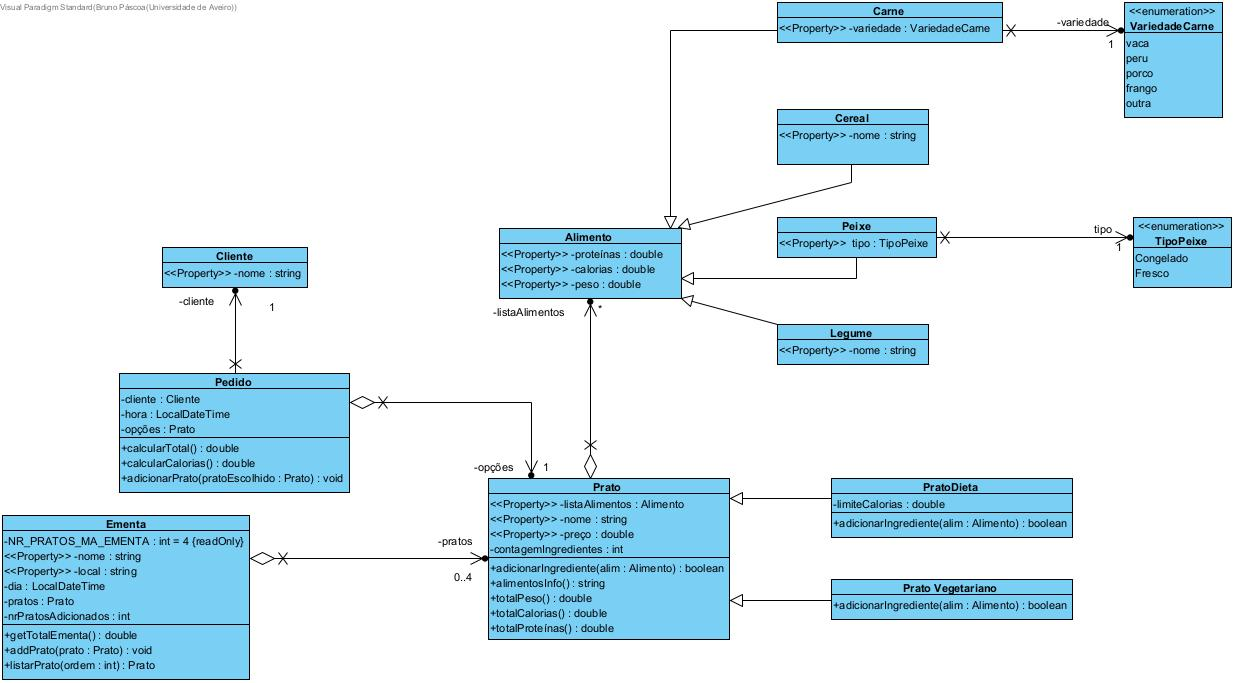 Visual Paradigm Standard(Bruno Páscoa(Universidade de Aveiro))
Carne
<<Property>> -variedade : VariedadeCarne
-variedade
1
<<enumeration>>
VariedadeCarne
vaca
peru
porco
frango
outra
Cereal
<<Property>> -nome : string
Peixe
<<Property>> tipo : TipoPeixe
tipo
1
<<enumeration>>
TipoPeixe
Congelado
Fresco
Alimento
<<Property>> -proteínas : double
<<Property>> -calorias : double
<<Property>> -peso : double
Cliente
<<Property>> -nome : string
-cliente
1
-listaAlimentos
*
Legume
<<Property>> -nome : string
Pedido
-cliente : Cliente
-hora : LocalDateTime
-opções : Prato
+calcularTotal() : double
+calcularCalorias() : double
+adicionarPrato(pratoEscolhido : Prato) : void
-opções
1
Prato
<<Property>> -listaAlimentos : Alimento
<<Property>> -nome : string
<<Property>> -preço : double
-contagemIngredientes : int
+adicionarIngrediente(alim : Alimento) : boolean
+alimentosInfo() : string
+totalPeso() : double
+totalCalorias() : double
+totalProteínas() : double
PratoDieta
-limiteCalorias : double
+adicionarIngrediente(alim : Alimento) : boolean
Ementa
-NR_PRATOS_MA_EMENTA : int = 4 {readOnly}
<<Property>> -nome : string
<<Property>> -local : string
-dia : LocalDateTime
-pratos : Prato
-nrPratosAdicionados : int
+getTotalEmenta() : double
+addPrato(prato : Prato) : void
+listarPrato(ordem : int) : Prato
-pratos
0..4
Prato Vegetariano
+adicionarIngrediente(alim : Alimento) : boolean